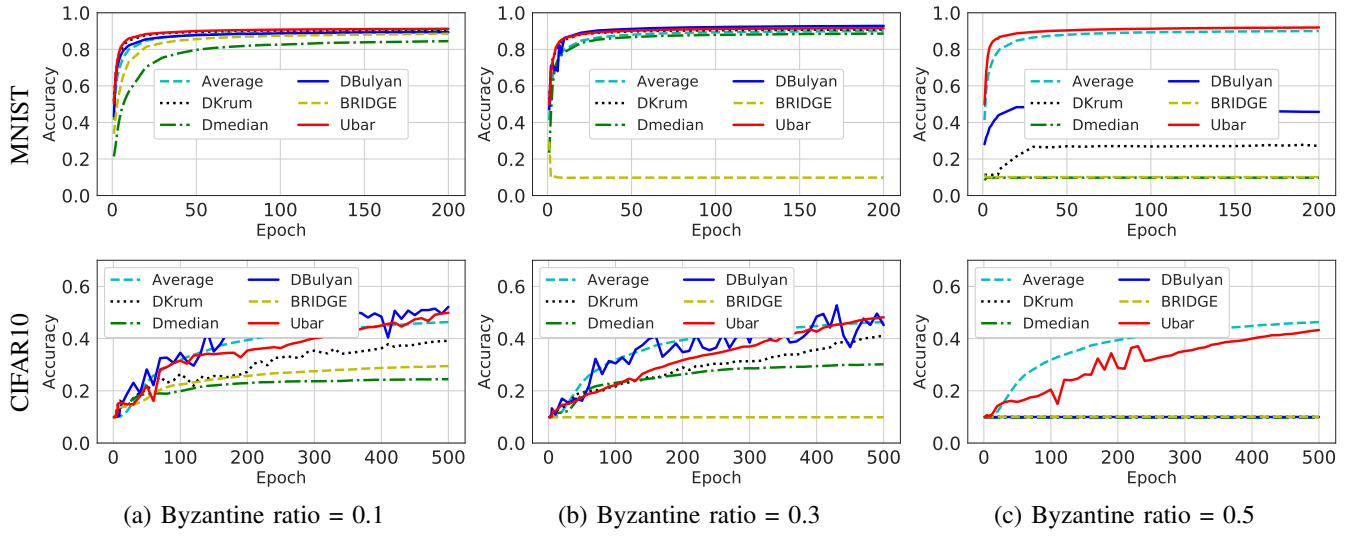 MNIST
Accuracy
1.0
0.8
0.6
0.4
0.2
0.0
Average
DKrum
Dmedian
DBulyan
BRIDGE
Ubar
0 50 100 150 200
Epoch
Accuracy
1.0
0.8
0.6
0.4
0.2
0.0
Average
DKrum
Dmedian
DBulyan
BRIDGE
Ubar
0 50 100 150 200
Epoch
Accuracy
1.0
0.8
0.6
0.4
0.2
0.0
Average
DKrum
Dmedian
DBulyan
BRIDGE
Ubar
0 50 100 150 200
Epoch
CIFAR10
Accuracy
0.6
0.4
0.2
0.0
Average
DKrum
Dmedian
DBulyan
BRIDGE
Ubar
0 100 200 300 400 500
Epoch
Accuracy
0.6
0.4
0.2
0.0
Average
DKrum
Dmedian
DBulyan
BRIDGE
Ubar
0 100 200 300 400 500
Epoch
Accuracy
0.6
0.4
0.2
0.0
Average
DKrum
Dmedian
DBulyan
BRIDGE
Ubar
0 100 200 300 400 500
Epoch
(a) Byzantine ratio = 0.1
(b) Byzantine ratio = 0.3
(c) Byzantine ratio = 0.5